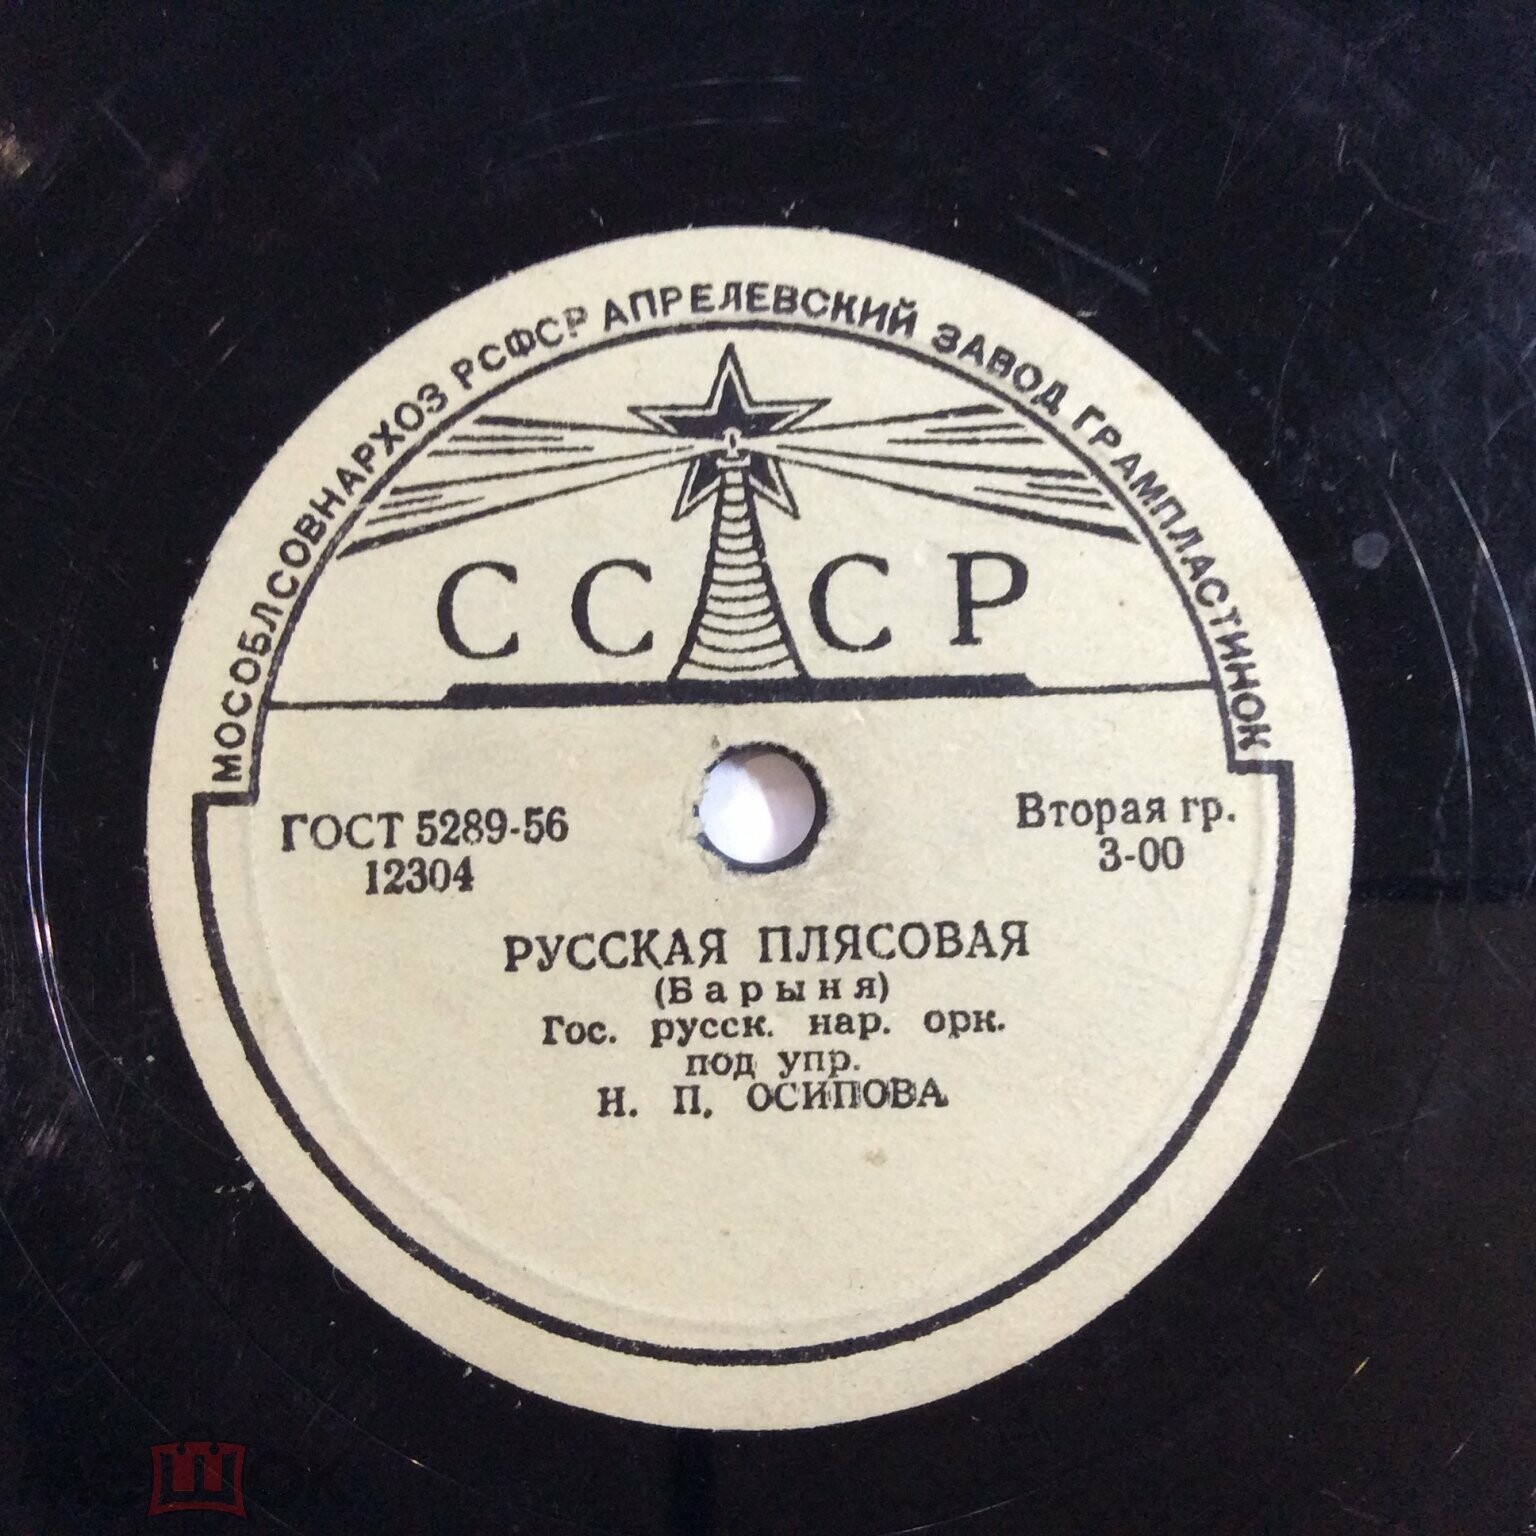 МОСОБЛСОВНАРХОЗ РСФСР АПРЕЛЕВСКИЙ ЗАВОД ГРАМПЛАСТИНОК
СССР
ГОСТ 5289-56
12304
Вторая гр.
3-00
РУССКАЯ ПЛЯСОВАЯ
(Барыня)
Гос. русск. нар. орк.
под упр.
Н. П. ОСИПОВА